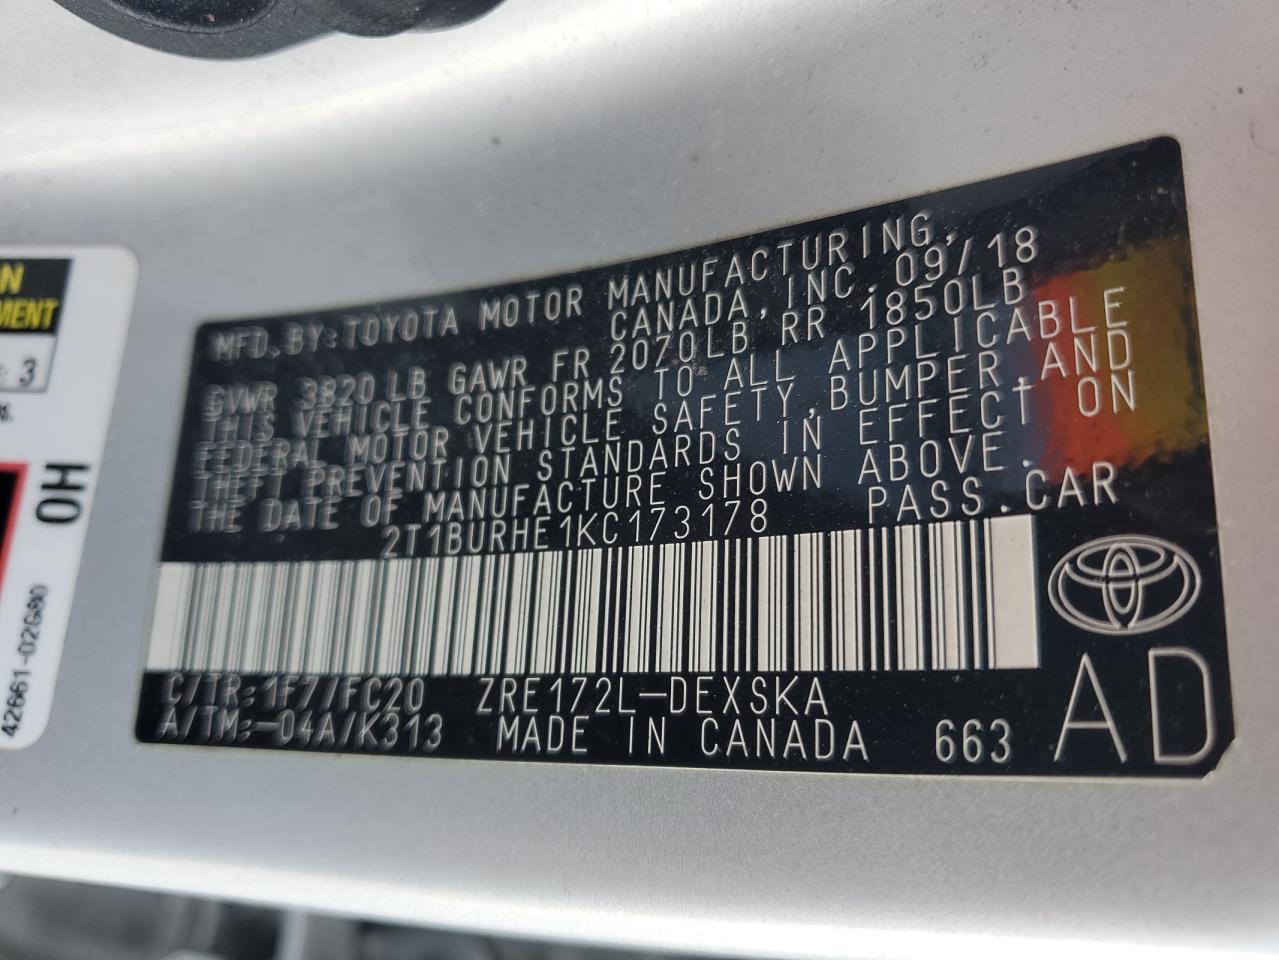 MFD. BY: TOYOTA MOTOR MANUFACTURING,
CANADA, INC. 09/18
GVWR 3820 LB GAWR FR 2070LB RR 1850LB
THIS VEHICLE CONFORMS TO ALL APPLICABLE
FEDERAL MOTOR VEHICLE SAFETY, BUMPER, AND
THEFT PREVENTION STANDARDS IN EFFECT ON
THE DATE OF MANUFACTURE SHOWN ABOVE.
2T1BURHE1KC173178 PASS. CAR
C/TR: 1F7/FC20 ZRE172L-DEXSKA
A/TM: -04A/K313 MADE IN CANADA 663
AD
3
OH
42661-02G80